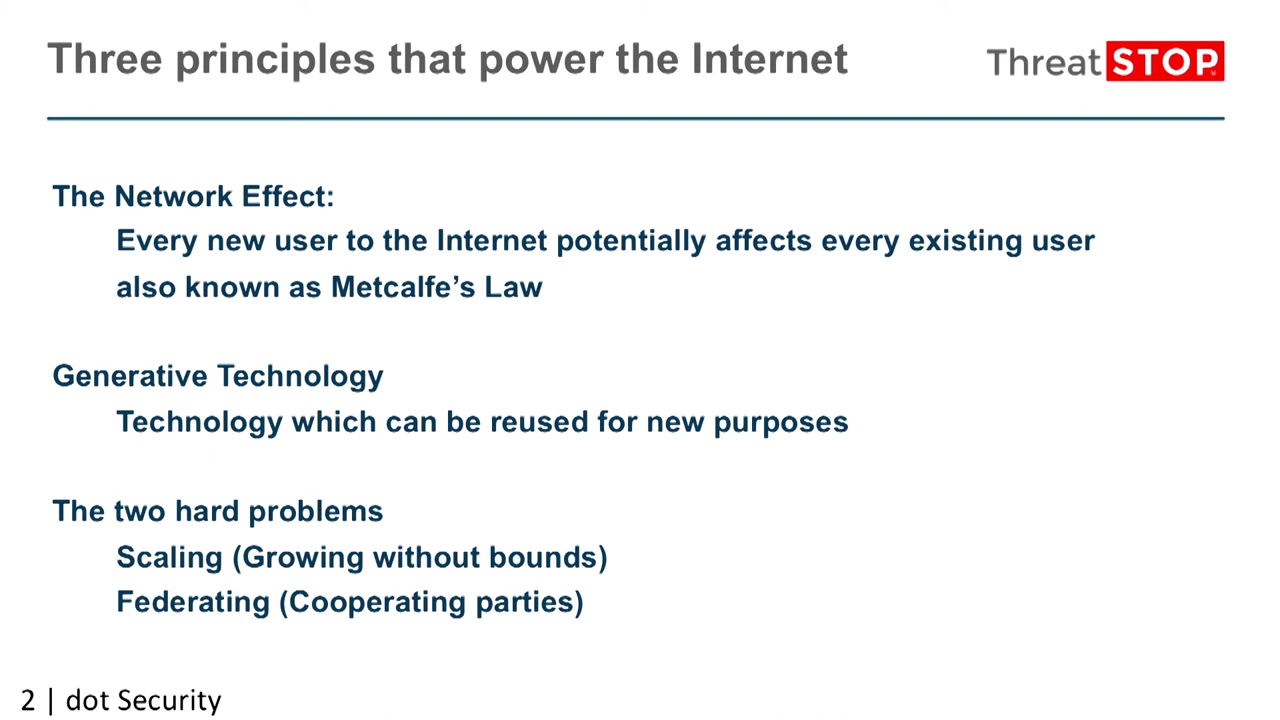 Three principles that power the Internet
ThreatSTOP
The Network Effect:
Every new user to the Internet potentially affects every existing user
also known as Metcalfe’s Law
Generative Technology
Technology which can be reused for new purposes
The two hard problems
Scaling (Growing without bounds)
Federating (Cooperating parties)
2 | dot Security